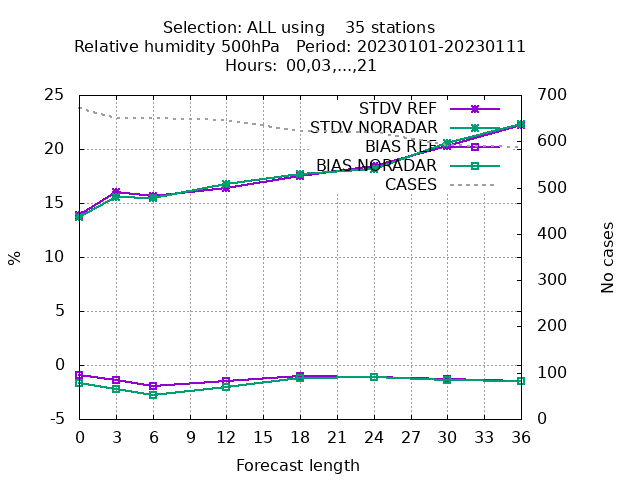 Selection: ALL using    35 stations
Relative humidity 500hPa   Period: 20230101-20230111
Hours: 00,03,...,21
25 700
STDV REF
STDV NORADAR
600
20
BIAS REF
BIAS NORADAR
CASES
500
15
400
10
300
5
200
0
100
-5 0
%
No cases
0 3 6 9 12 15 18 21 24 27 30 33 36
Forecast length